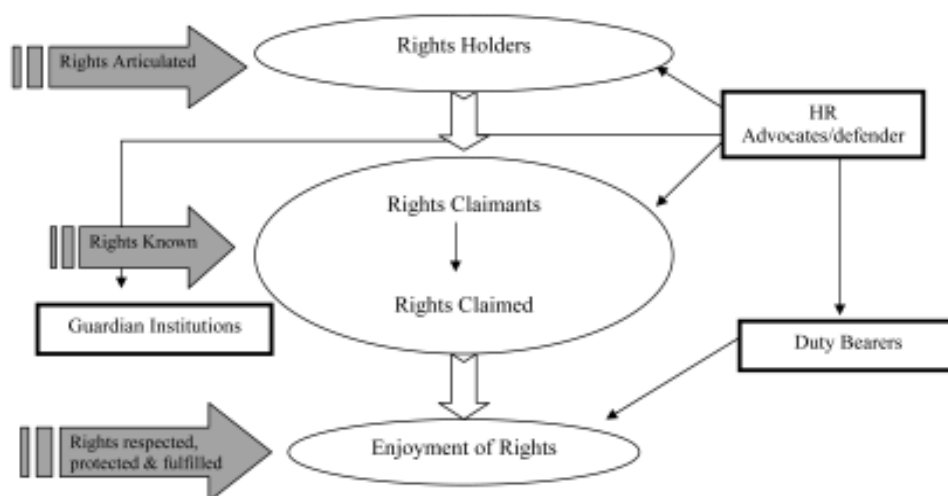 Rights Holders
Rights Articulated
HR
Advocates/defender
Rights Claimants
Rights Known
Rights Claimed
Guardian Institutions
Duty Bearers
Rights respected,
protected & fulfilled
Enjoyment of Rights